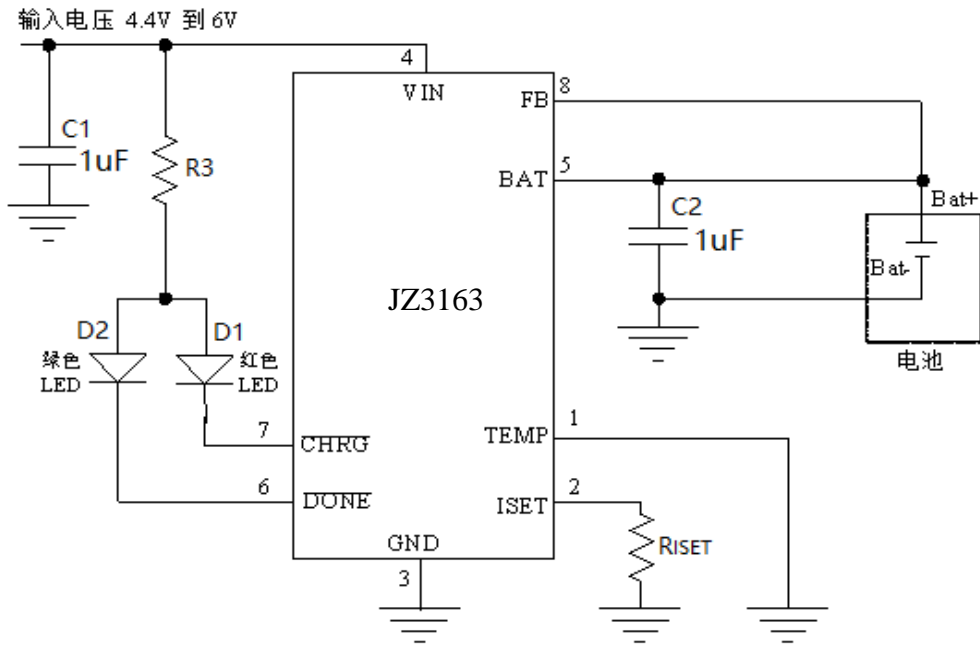 输入电压 4.4V 到 6V
4
VIN
8
FB
C1
1uF
R3
5
BAT
Bat+
C2
1uF
Bat-
JZ3163
D2
D1
绿色
LED
红色
LED
电池
7
CHRG
1
TEMP
6
DONE
2
ISET
RISET
GND
3